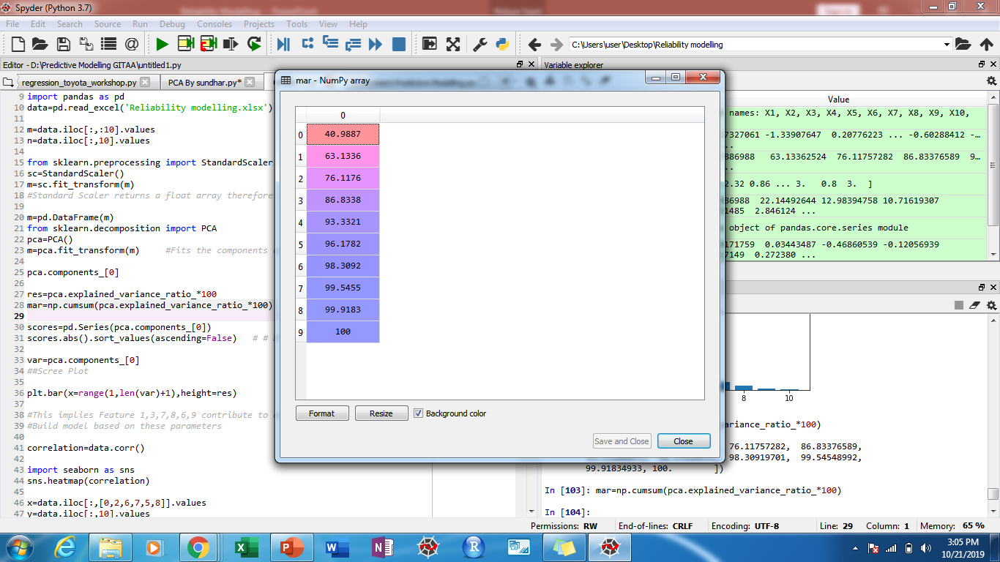 Spyder (Python 3.7)
File Edit Search Source Run Debug Consoles Projects Tools View Help
C:\Users\user\Desktop\Reliability modelling
Editor - D:\Predictive Modelling GITAA\untitled1.py
Variable explorer
regression_toyota_workshop.py
PCA By sundhar.py*
9 import pandas as pd
10 data=pd.read_excel('Reliability modelling.xlsx')
11
12 m=data.iloc[:,:10].values
13 n=data.iloc[:,10].values
14
15 from sklearn.preprocessing import StandardScaler
16 sc=StandardScaler()
17 m=sc.fit_transform(m)
18 #Standard Scaler returns a float array therefore
19
20 m=pd.DataFrame(m)
21 from sklearn.decomposition import PCA
22 pca=PCA()
23 m=pca.fit_transform(m) #Fits the components
24
25 pca.components_[0]
26
27 res=pca.explained_variance_ratio_*100
28 mar=np.cumsum(pca.explained_variance_ratio_*100)
29
30 scores=pd.Series(pca.components_[0])
31 scores.abs().sort_values(ascending=False) # #
32
33 var=pca.components_[0]
34 ##Scree Plot
35
36 plt.bar(x=range(1,len(var)+1),height=res)
37
38 #This implies Feature 1,3,7,8,6,9 contribute to
39 #Build model based on these parameters
40
41 correlation=data.corr()
42
43 import seaborn as sns
44 sns.heatmap(correlation)
45
46 x=data.iloc[:,[0,2,6,7,5,8]].values
47 y=data.iloc[:,10].values
mar - NumPy array
0
0 40.9887
1 63.1336
2 76.1176
3 86.8338
4 93.3321
5 96.1782
6 98.3092
7 99.5455
8 99.9183
9 100
Format Resize Background color
Save and Close Close
Value
names: X1, X2, X3, X4, X5, X6, X7, X8, X9, X10,
7327061 -1.33907647 0.20776223 ... -0.60288412 -…
..
886988 63.13362524 76.11757282 86.83376589 9…
..
2.32 0.86 ... 3. 0.8 3. ]
86988 22.14492644 12.98394758 10.71619307
1485 2.846124 ...
object of pandas.core.series module
171759 0.03443487 -0.46860539 -0.12056939
7149 0.272380 ...
8 10
ariance_ratio_*100)
76.11757282, 86.83376589,
98.30919701, 99.54548992,
99.91834933, 100. ])
In [103]: mar=np.cumsum(pca.explained_variance_ratio_*100)
In [104]:
Permissions: RW End-of-lines: CRLF Encoding: UTF-8 Line: 29 Column: 1 Memory: 65 %
3:05 PM
10/21/2019